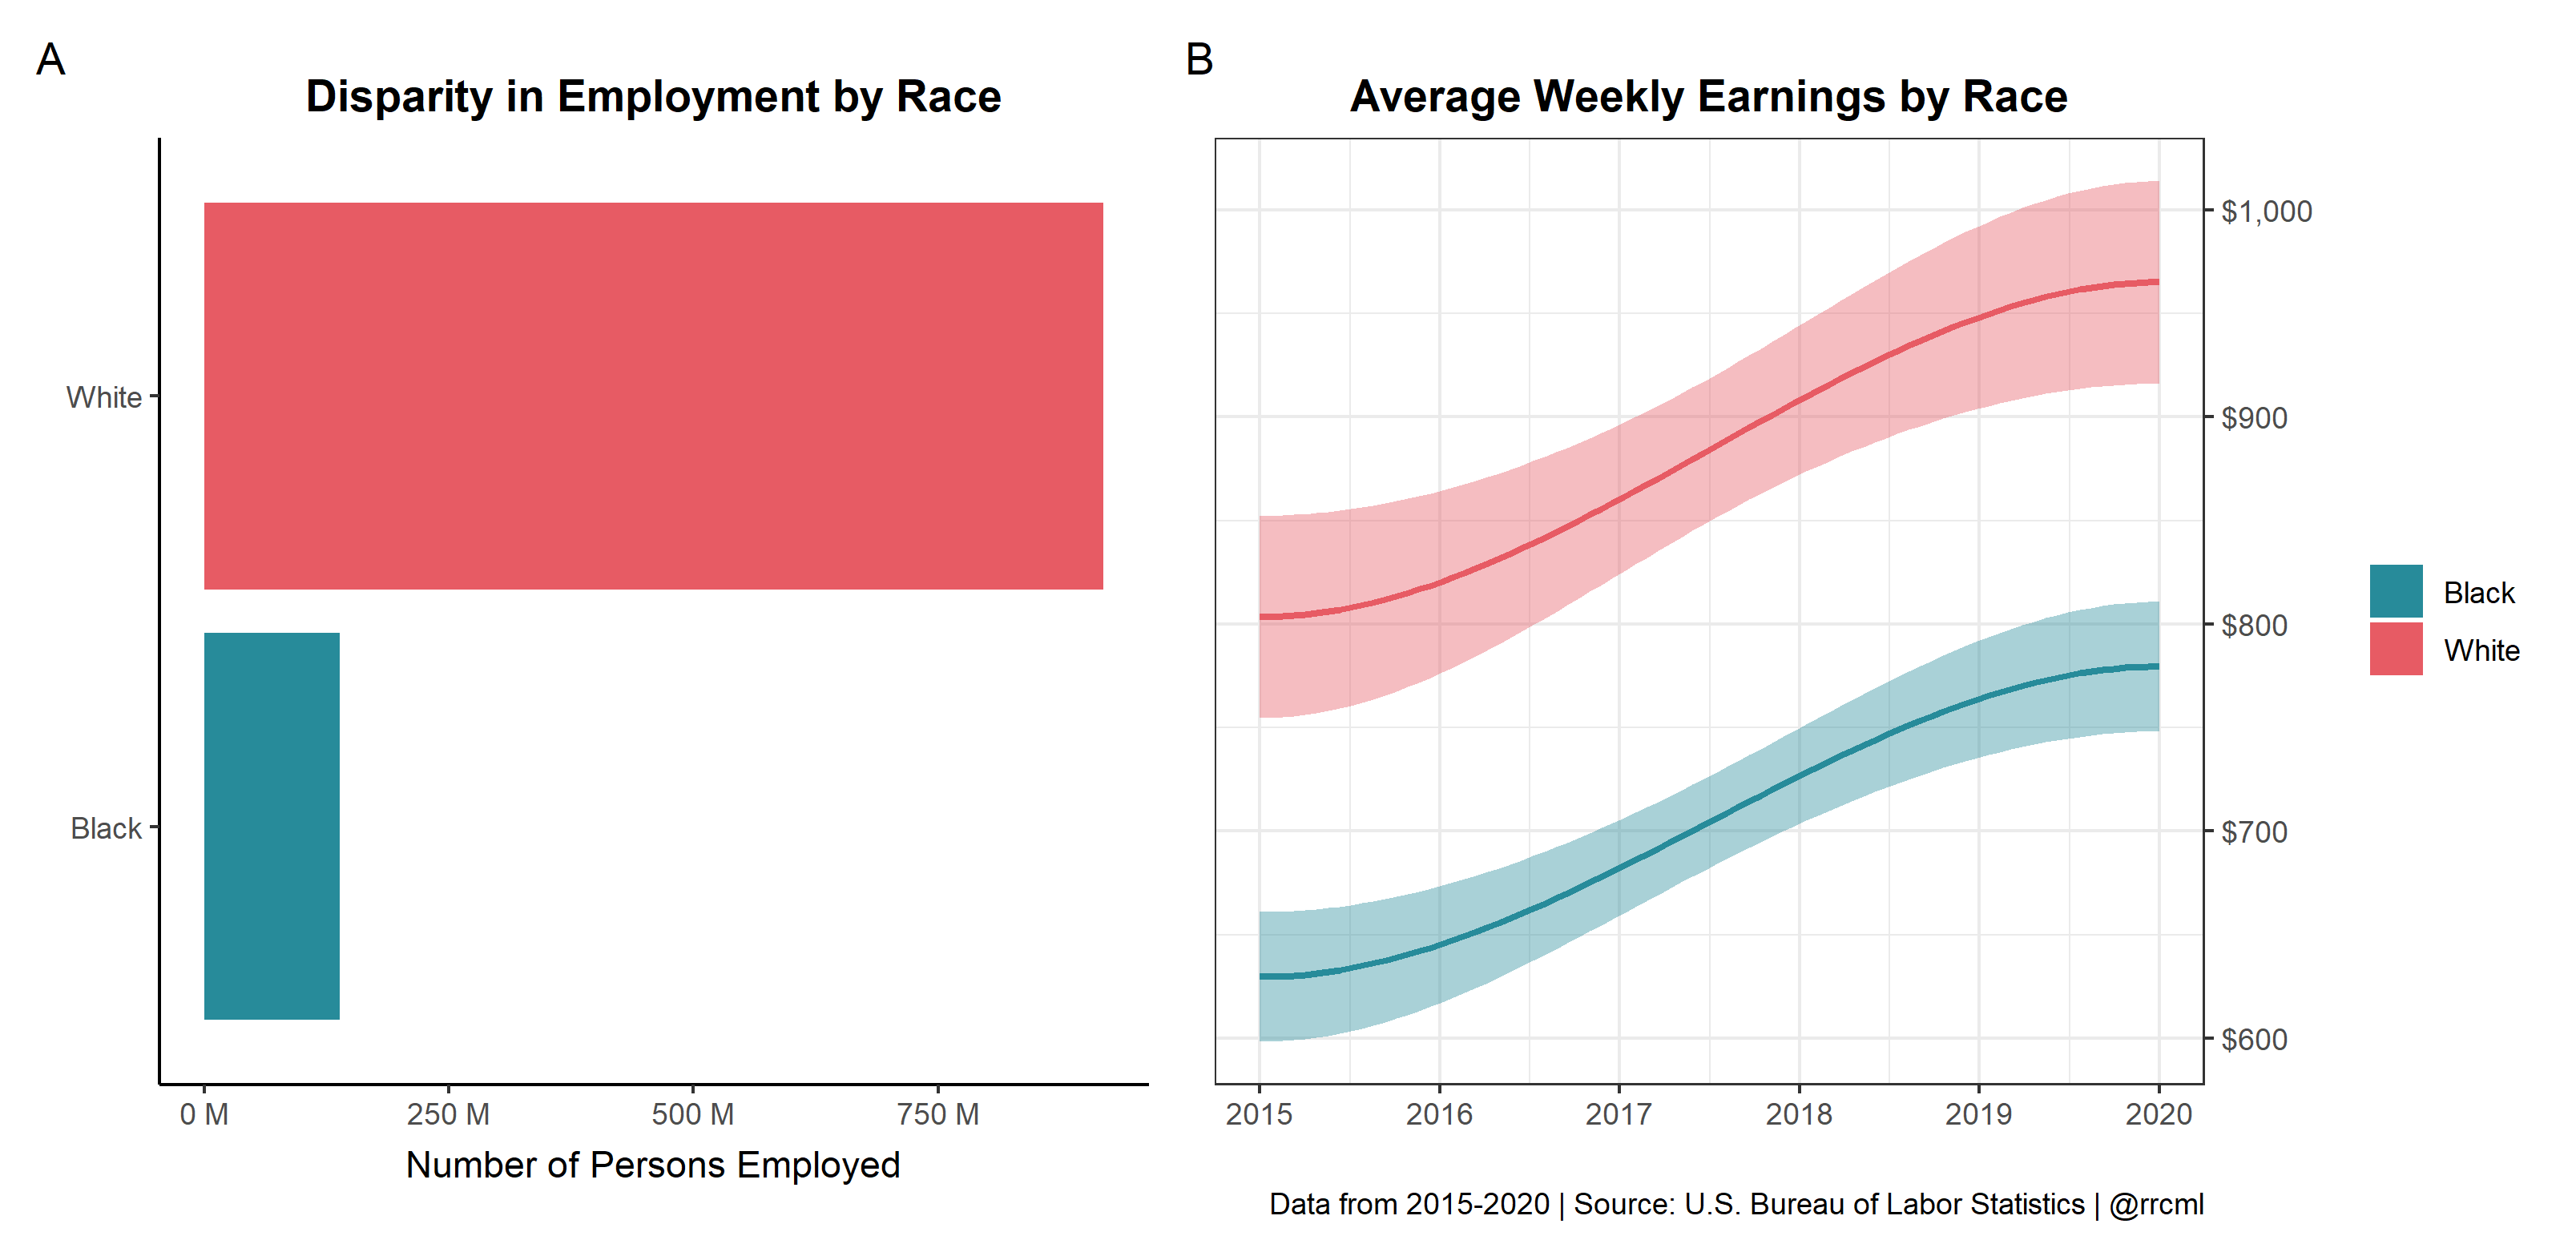 A
Disparity in Employment by Race
White
Black
0 M 250 M 500 M 750 M
Number of Persons Employed
B
Average Weekly Earnings by Race
$1,000
$900
$800
$700
$600
2015 2016 2017 2018 2019 2020
Black
White
Data from 2015-2020 | Source: U.S. Bureau of Labor Statistics | @rrcml